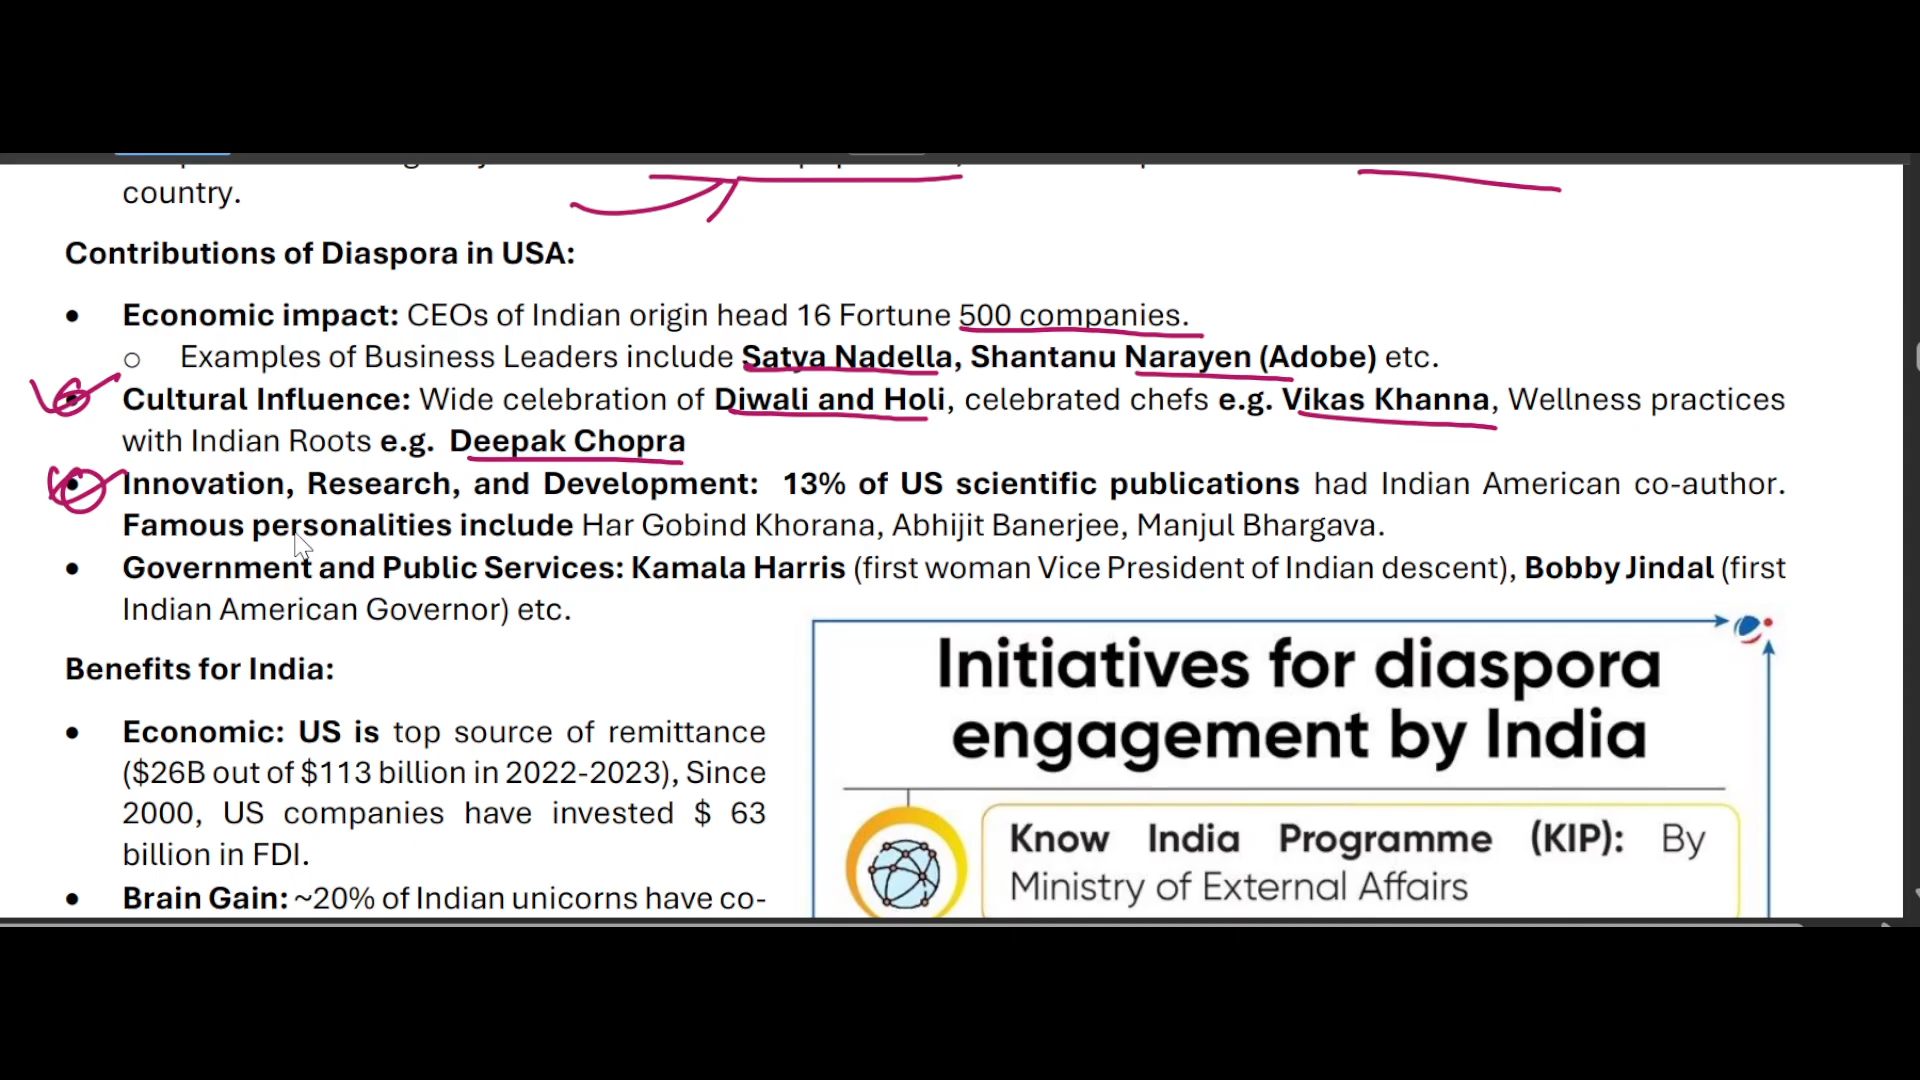 country.
Contributions of Diaspora in USA:
• Economic impact: CEOs of Indian origin head 16 Fortune 500 companies.
○ Examples of Business Leaders include Satya Nadella, Shantanu Narayen (Adobe) etc.
• Cultural Influence: Wide celebration of Diwali and Holi, celebrated chefs e.g. Vikas Khanna, Wellness practices
with Indian Roots e.g. Deepak Chopra
• Innovation, Research, and Development: 13% of US scientific publications had Indian American co-author.
Famous personalities include Har Gobind Khorana, Abhijit Banerjee, Manjul Bhargava.
• Government and Public Services: Kamala Harris (first woman Vice President of Indian descent), Bobby Jindal (first
Indian American Governor) etc.
Benefits for India:
• Economic: US is top source of remittance
($26B out of $113 billion in 2022-2023), Since
2000, US companies have invested $ 63
billion in FDI.
• Brain Gain: ~20% of Indian unicorns have co-
Initiatives for diaspora
engagement by India
Know India Programme (KIP): By
Ministry of External Affairs